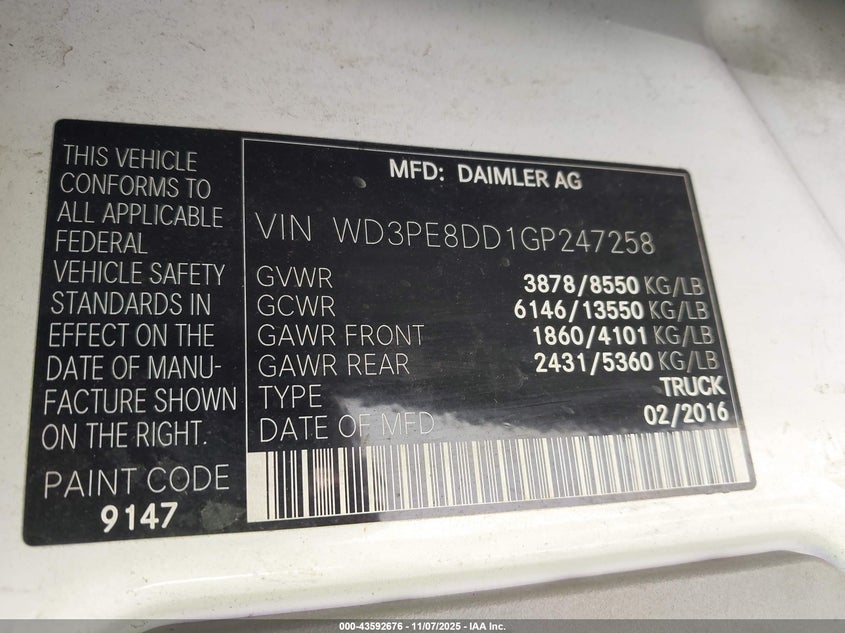 THIS VEHICLE
CONFORMS TO
ALL APPLICABLE
FEDERAL
VEHICLE SAFETY
STANDARDS IN
EFFECT ON THE
DATE OF MANU-
FACTURE SHOWN
ON THE RIGHT.
PAINT CODE
9147
MFD: DAIMLER AG
VIN WD3PE8DD1GP247258
GVWR 3878/8550 KG/LB
GCWR 6146/13550 KG/LB
GAWR FRONT 1860/4101 KG/LB
GAWR REAR 2431/5360 KG/LB
TYPE TRUCK
DATE OF MFD 02/2016
000-43592676 - 11/07/2025 - IAA Inc.